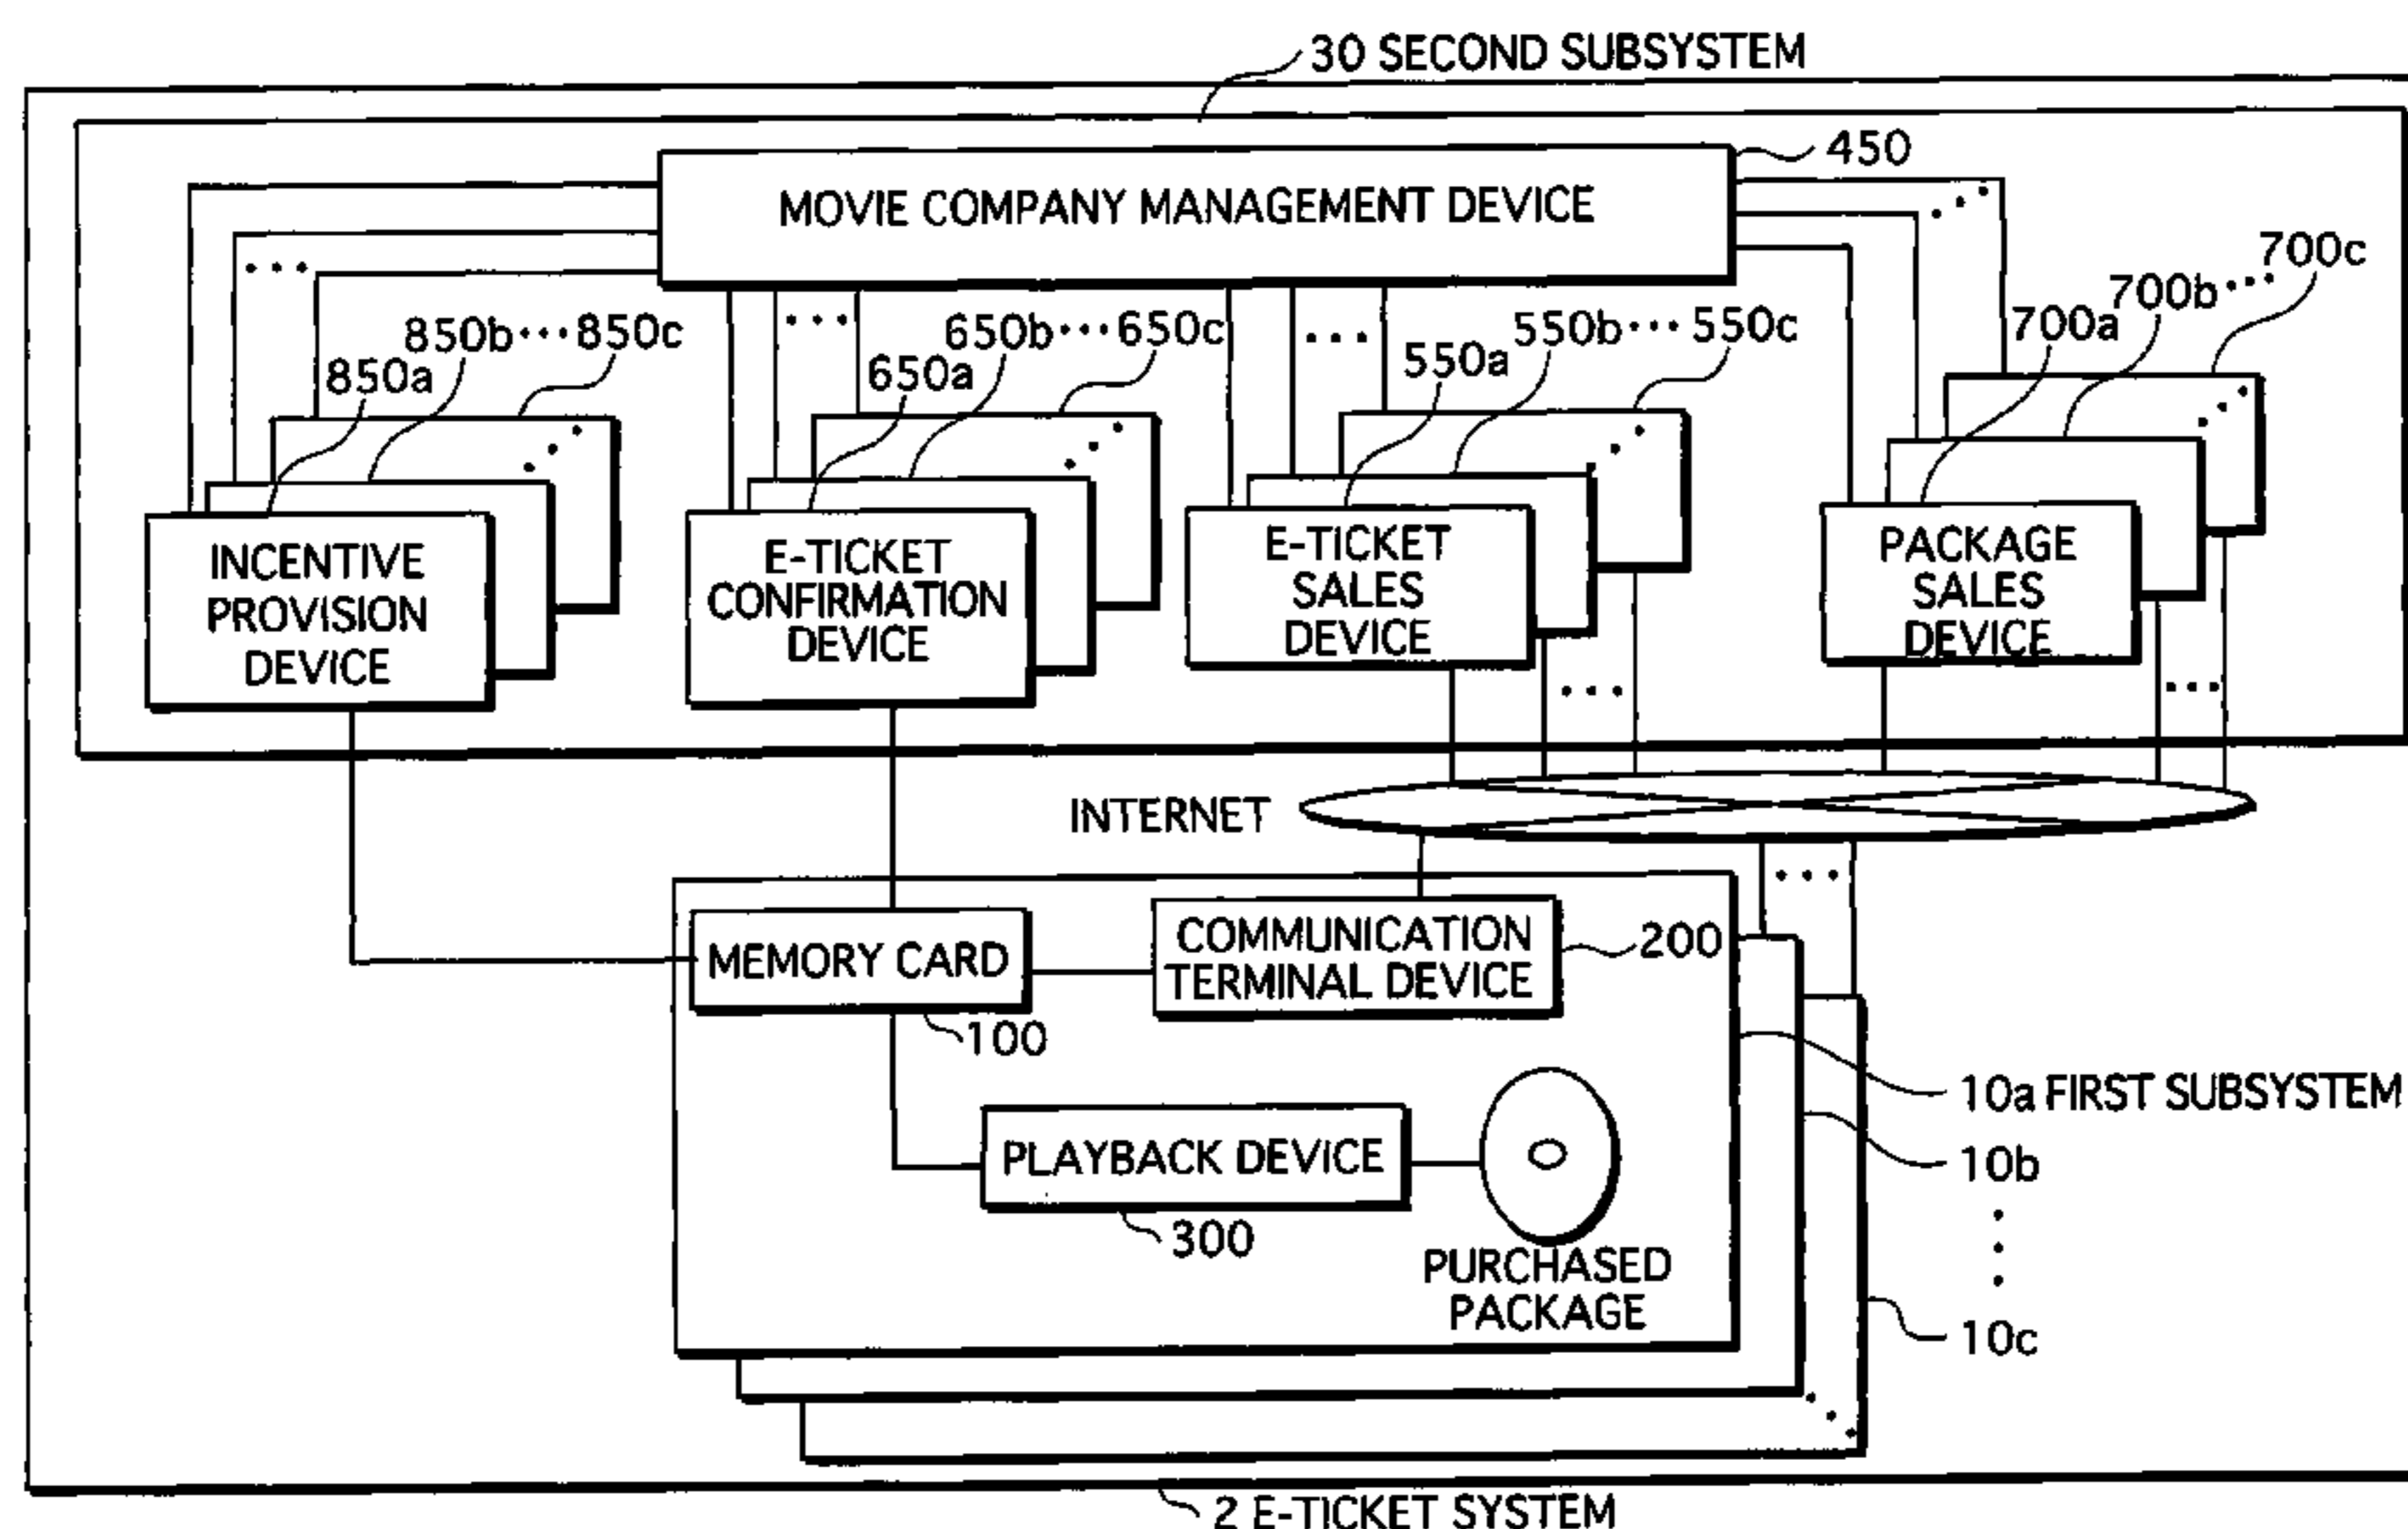 30 SECOND SUBSYSTEM
450
MOVIE COMPANY MANAGEMENT DEVICE
700c
700b
700a
850b···850c
850a
650b···650c
650a
550b···550c
550a
INCENTIVE
PROVISION
DEVICE
E-TICKET
CONFIRMATION
DEVICE
E-TICKET
SALES
DEVICE
PACKAGE
SALES
DEVICE
INTERNET
MEMORY CARD
100
COMMUNICATION
TERMINAL DEVICE
200
10a FIRST SUBSYSTEM
10b
10c
PLAYBACK DEVICE
300
PURCHASED
PACKAGE
2 E-TICKET SYSTEM